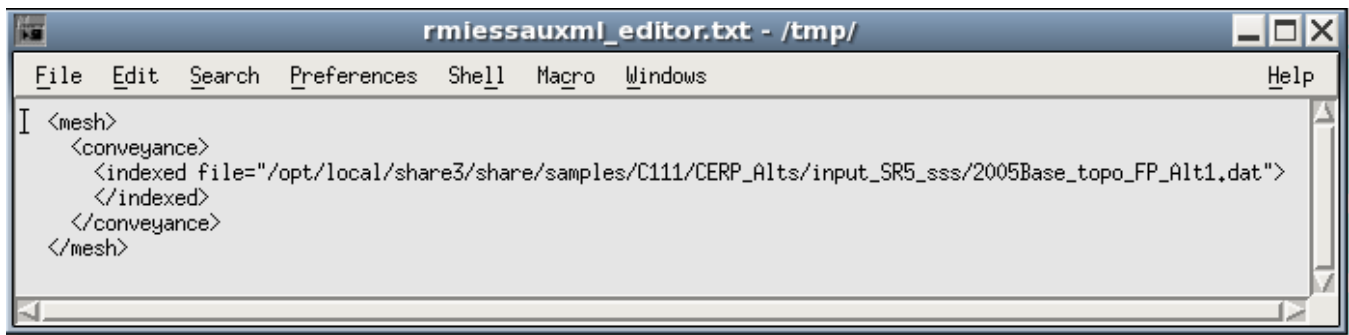 rmiessauxml_editor.txt - /tmp/
File Edit Search Preferences Shell Macro Windows Help
<mesh>
<conveyance>
<indexed file="/opt/local/share3/share/samples/C111/CERP_Alts/input_SR5_sss/2005Base_topo_FP_Alt1.dat">
</indexed>
</conveyance>
</mesh>